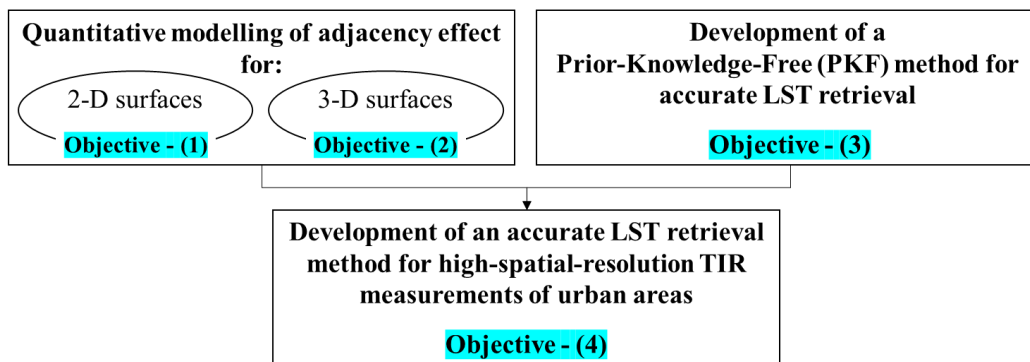 Quantitative modelling of adjacency effect
for:
2-D surfaces
3-D surfaces
Objective - (1)
Objective - (2)
Development of a
Prior-Knowledge-Free (PKF) method for
accurate LST retrieval
Objective - (3)
Development of an accurate LST retrieval
method for high-spatial-resolution TIR
measurements of urban areas
Objective - (4)